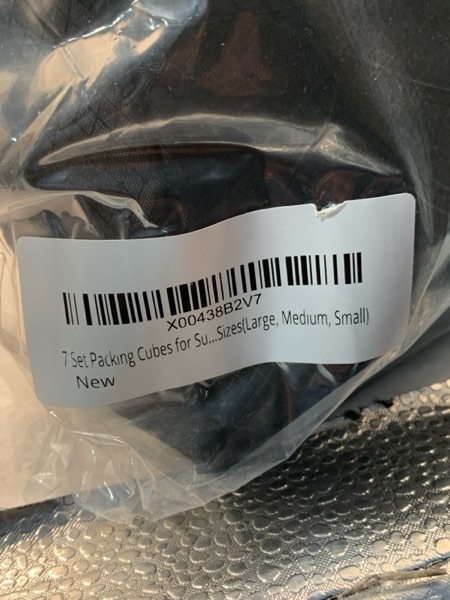 X00438B2V7
7 Set Packing Cubes for Su...Sizes(Large, Medium, Small)
New